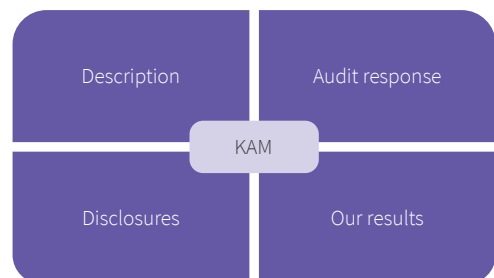 Description
Audit response
KAM
Disclosures
Our results